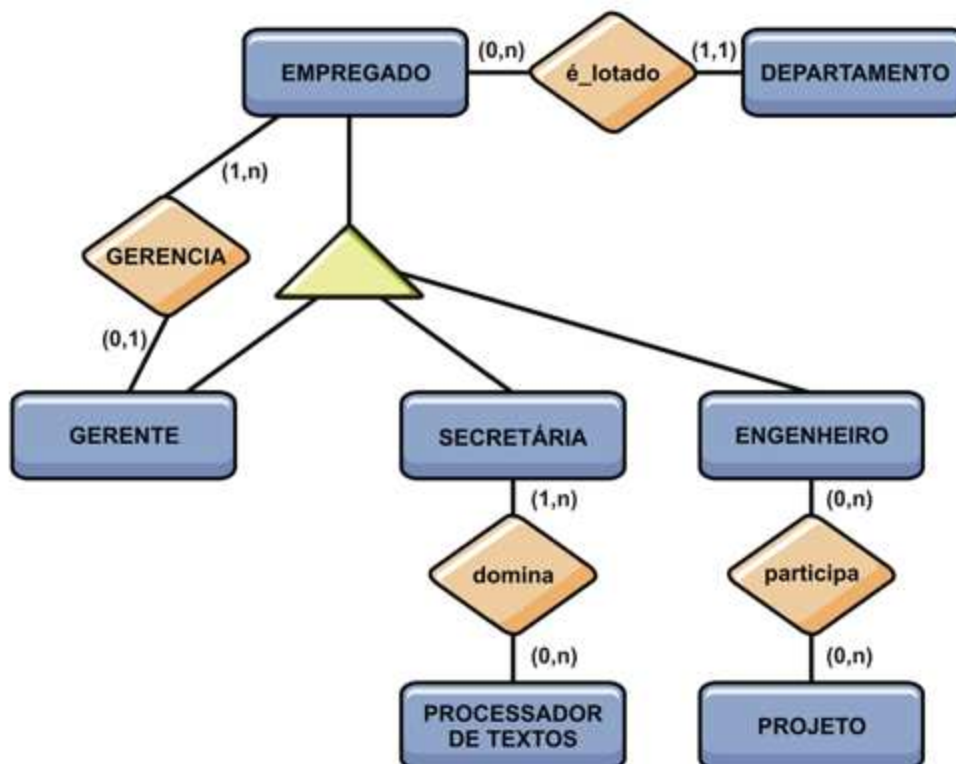 EMPREGADO
(0,n)
é_lotado
(1,1)
DEPARTAMENTO
(1,n)
GERENCIA
(0,1)
GERENTE
SECRETÁRIA
ENGENHEIRO
(1,n)
(0,n)
domina
participa
(0,n)
(0,n)
PROCESSADOR
DE TEXTOS
PROJETO